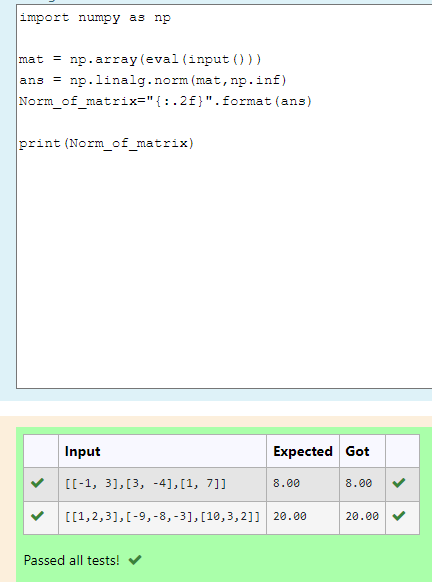 import numpy as np
mat = np.array(eval(input()))
ans = np.linalg.norm(mat,np.inf)
Norm_of_matrix="{:.2f}".format(ans)
print(Norm_of_matrix)
Input Expected Got
[[-1, 3],[3, -4],[1, 7]] 8.00 8.00
[[1,2,3],[-9,-8,-3],[10,3,2]] 20.00 20.00
Passed all tests!